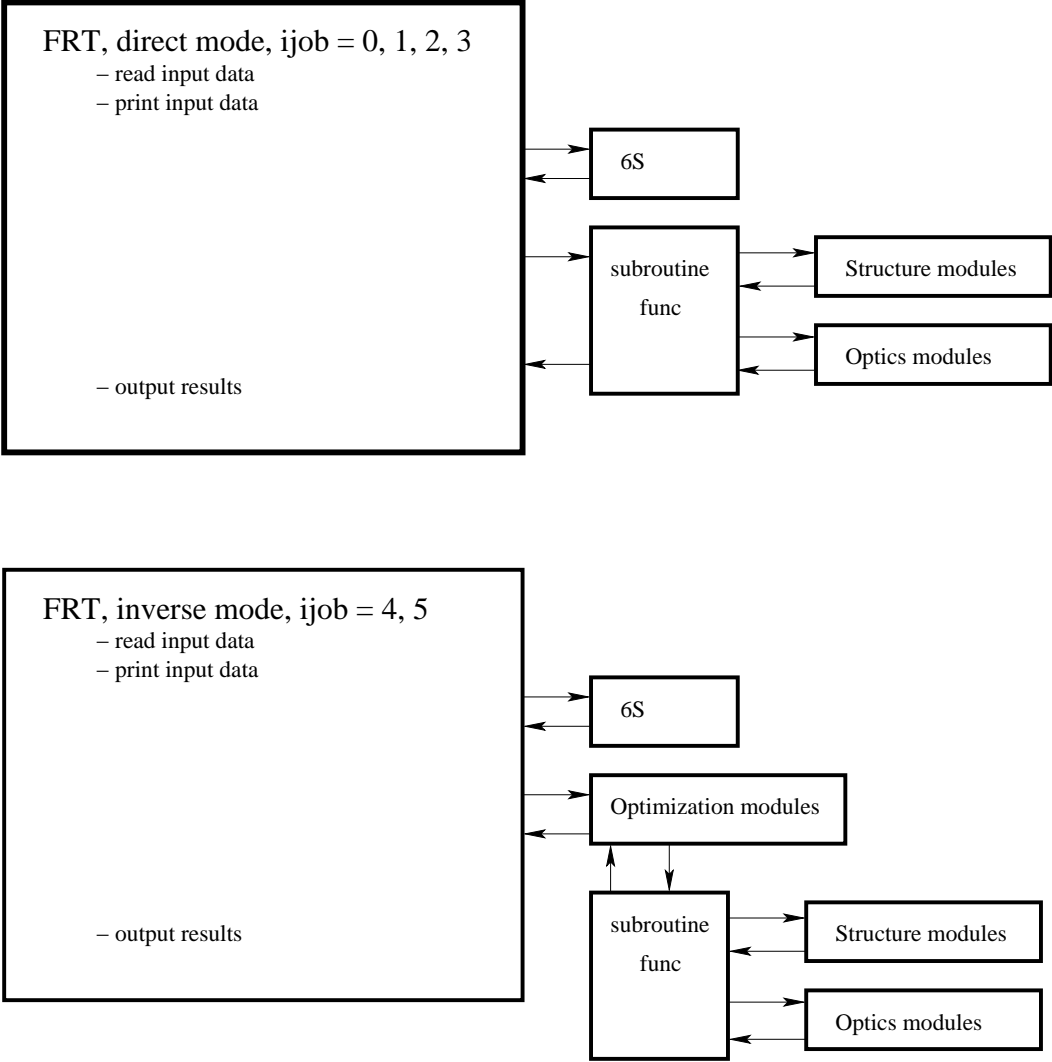 FRT, direct mode, ijob = 0, 1, 2, 3
– read input data
– print input data
6S
subroutine
func
Structure modules
Optics modules
– output results
FRT, inverse mode, ijob = 4, 5
– read input data
– print input data
6S
Optimization modules
subroutine
func
Structure modules
Optics modules
– output results